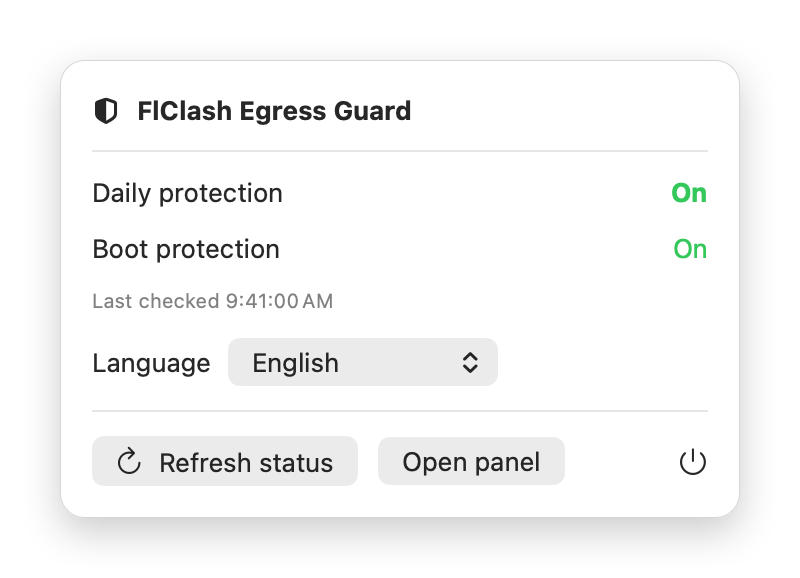 FlClash Egress Guard
Daily protection On
Boot protection On
Last checked 9:41:00 AM
Language English
Refresh status Open panel